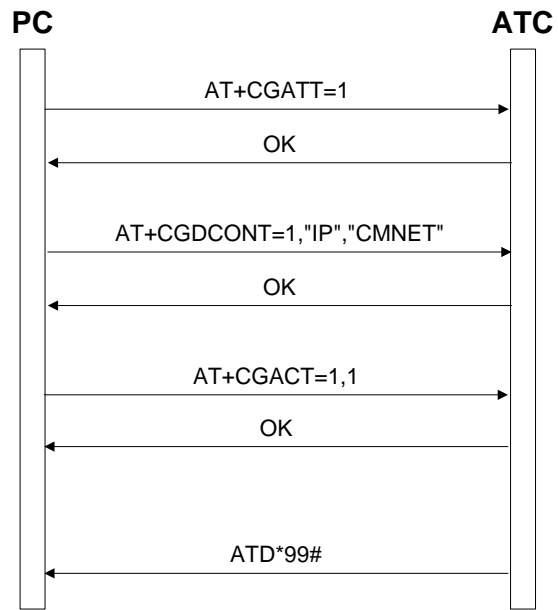 PC
ATC
AT+CGATT=1
OK
AT+CGDCONT=1,"IP","CMNET"
OK
AT+CGACT=1,1
OK
ATD*99#